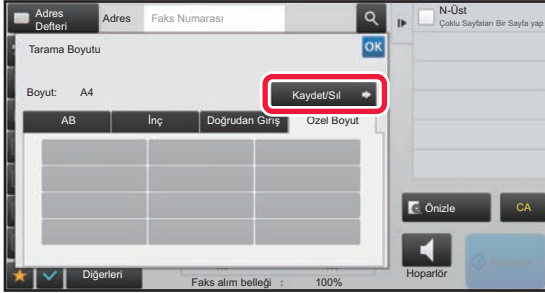 Adres Defteri
Adres
Faks Numarası
N-Üst
Çoklu Sayfaları Bir Sayfa yap
Tarama Boyutu
OK
Boyut: A4
Kaydet/Sil
AB
İnç
Doğrudan Giriş
Özel Boyut
Önizle
CA
Diğerleri
Faks alım belleği : 100%
Hoparlör